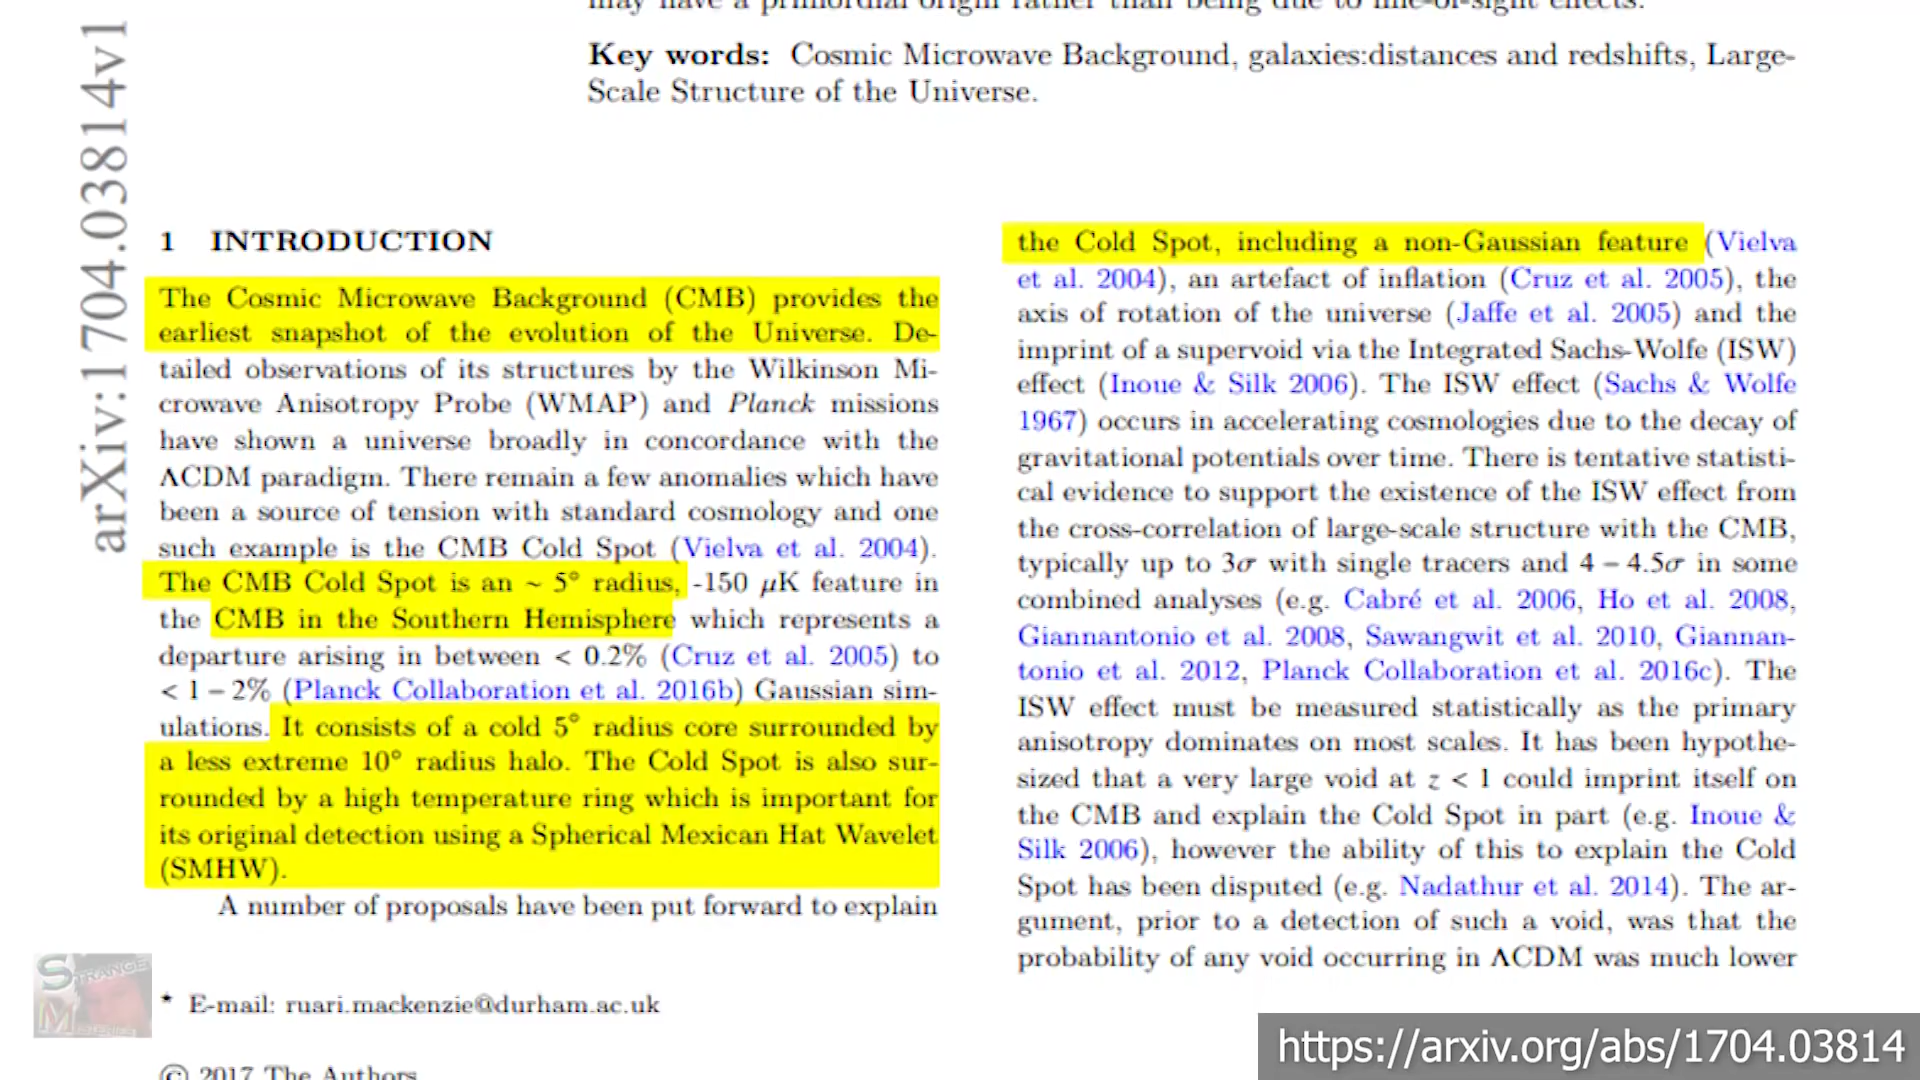 may have a primordial origin rather than being due to line-of-sight effects.
Key words: Cosmic Microwave Background, galaxies:distances and redshifts, Large-
Scale Structure of the Universe.
arXiv:1704.03814v1
1 INTRODUCTION
The Cosmic Microwave Background (CMB) provides the
earliest snapshot of the evolution of the Universe. De-
tailed observations of its structures by the Wilkinson Mi-
crowave Anisotropy Probe (WMAP) and Planck missions
have shown a universe broadly in concordance with the
ΛCDM paradigm. There remain a few anomalies which have
been a source of tension with standard cosmology and one
such example is the CMB Cold Spot (Vielva et al. 2004).
The CMB Cold Spot is an ~ 5° radius, -150 μK feature in
the CMB in the Southern Hemisphere which represents a
departure arising in between < 0.2% (Cruz et al. 2005) to
< 1 − 2% (Planck Collaboration et al. 2016b) Gaussian sim-
ulations. It consists of a cold 5° radius core surrounded by
a less extreme 10° radius halo. The Cold Spot is also sur-
rounded by a high temperature ring which is important for
its original detection using a Spherical Mexican Hat Wavelet
(SMHW).
A number of proposals have been put forward to explain
* E-mail: ruari.mackenzie@durham.ac.uk
© 2017 The Authors
the Cold Spot, including a non-Gaussian feature (Vielva
et al. 2004), an artefact of inflation (Cruz et al. 2005), the
axis of rotation of the universe (Jaffe et al. 2005) and the
imprint of a supervoid via the Integrated Sachs-Wolfe (ISW)
effect (Inoue & Silk 2006). The ISW effect (Sachs & Wolfe
1967) occurs in accelerating cosmologies due to the decay of
gravitational potentials over time. There is tentative statisti-
cal evidence to support the existence of the ISW effect from
the cross-correlation of large-scale structure with the CMB,
typically up to 3σ with single tracers and 4 − 4.5σ in some
combined analyses (e.g. Cabré et al. 2006, Ho et al. 2008,
Giannantonio et al. 2008, Sawangwit et al. 2010, Giannan-
tonio et al. 2012, Planck Collaboration et al. 2016c). The
ISW effect must be measured statistically as the primary
anisotropy dominates on most scales. It has been hypothe-
sized that a very large void at z < 1 could imprint itself on
the CMB and explain the Cold Spot in part (e.g. Inoue &
Silk 2006), however the ability of this to explain the Cold
Spot has been disputed (e.g. Nadathur et al. 2014). The ar-
gument, prior to a detection of such a void, was that the
probability of any void occurring in ΛCDM was much lower
STRANGE
MYSTERIES
https://arxiv.org/abs/1704.03814